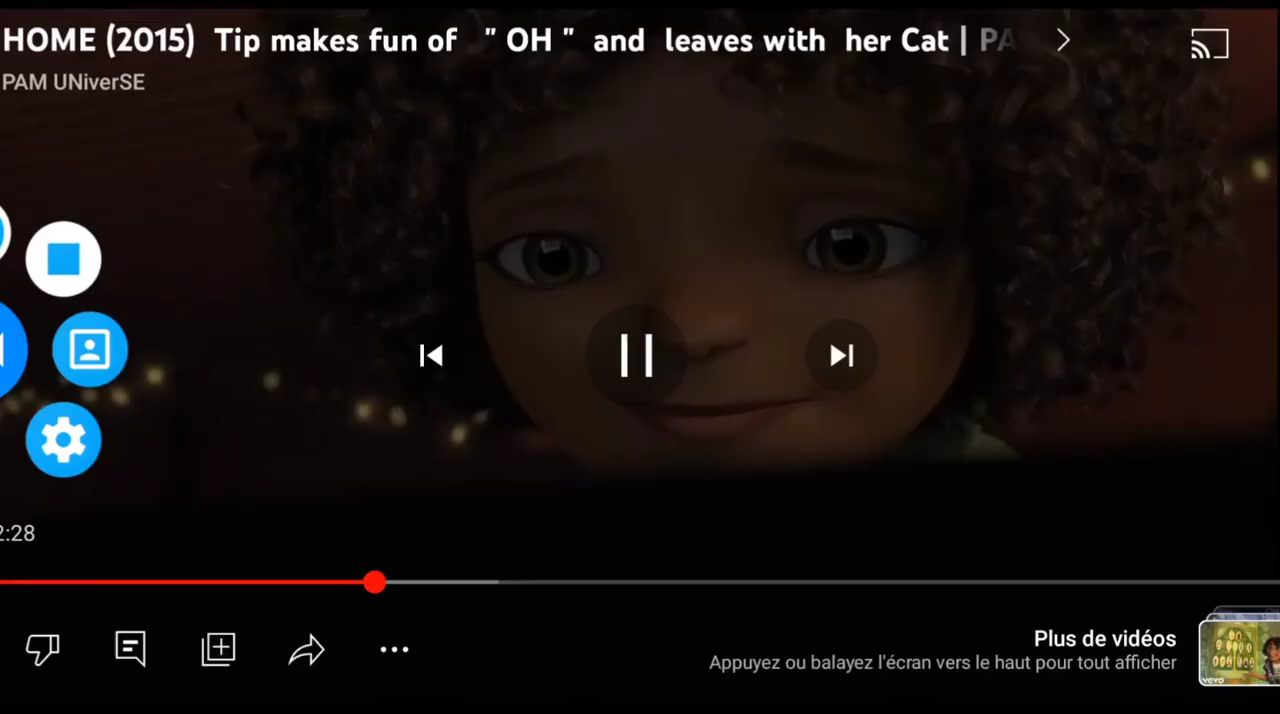 HOME (2015) Tip makes fun of " OH " and leaves with her Cat | PA
PAM UNiverSE
2:28
Plus de vidéos
Appuyez ou balayez l'écran vers le haut pour tout afficher
vevo